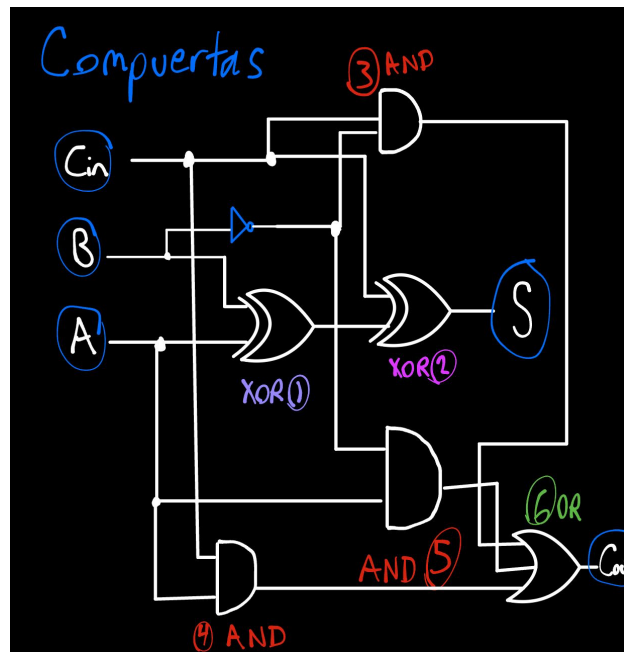 Compuertas
③ AND
Cin
B
A
S
XOR ①
XOR ②
⑥ OR
AND ⑤
④ AND